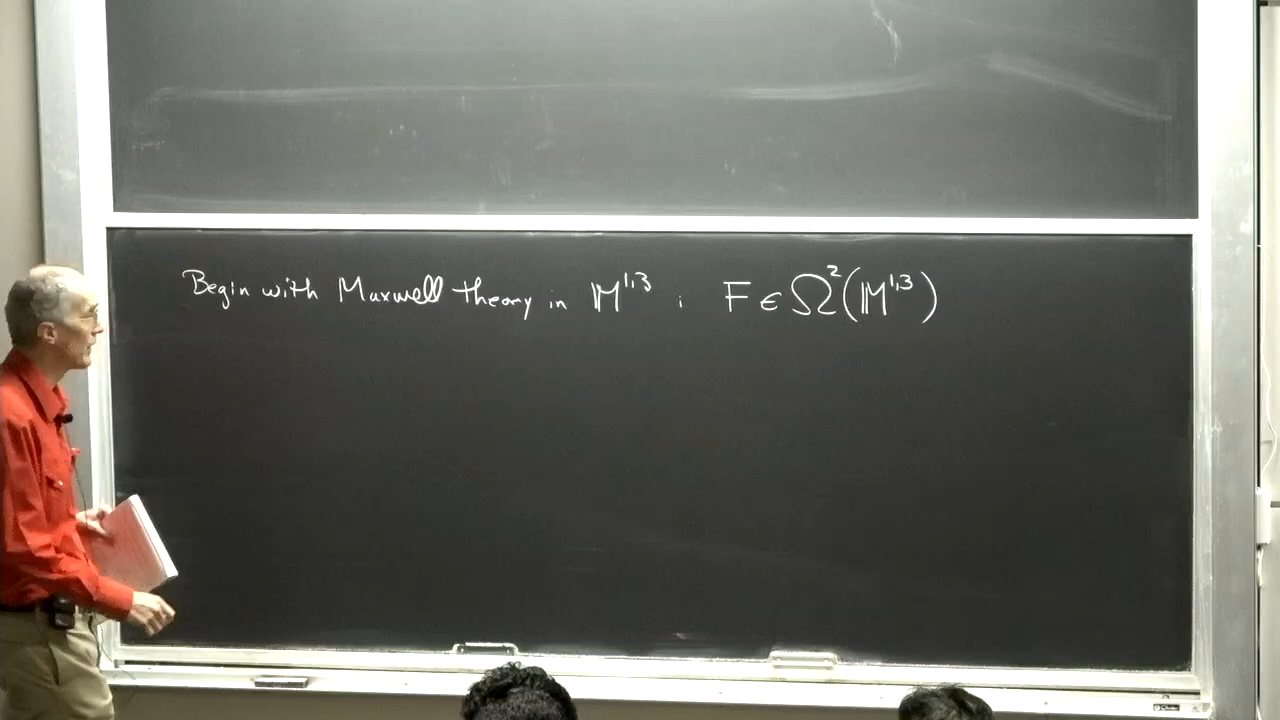 Begin with Maxwell theory in 𝕄^{1,3} : F ∈ Ω²(𝕄^{1,3})